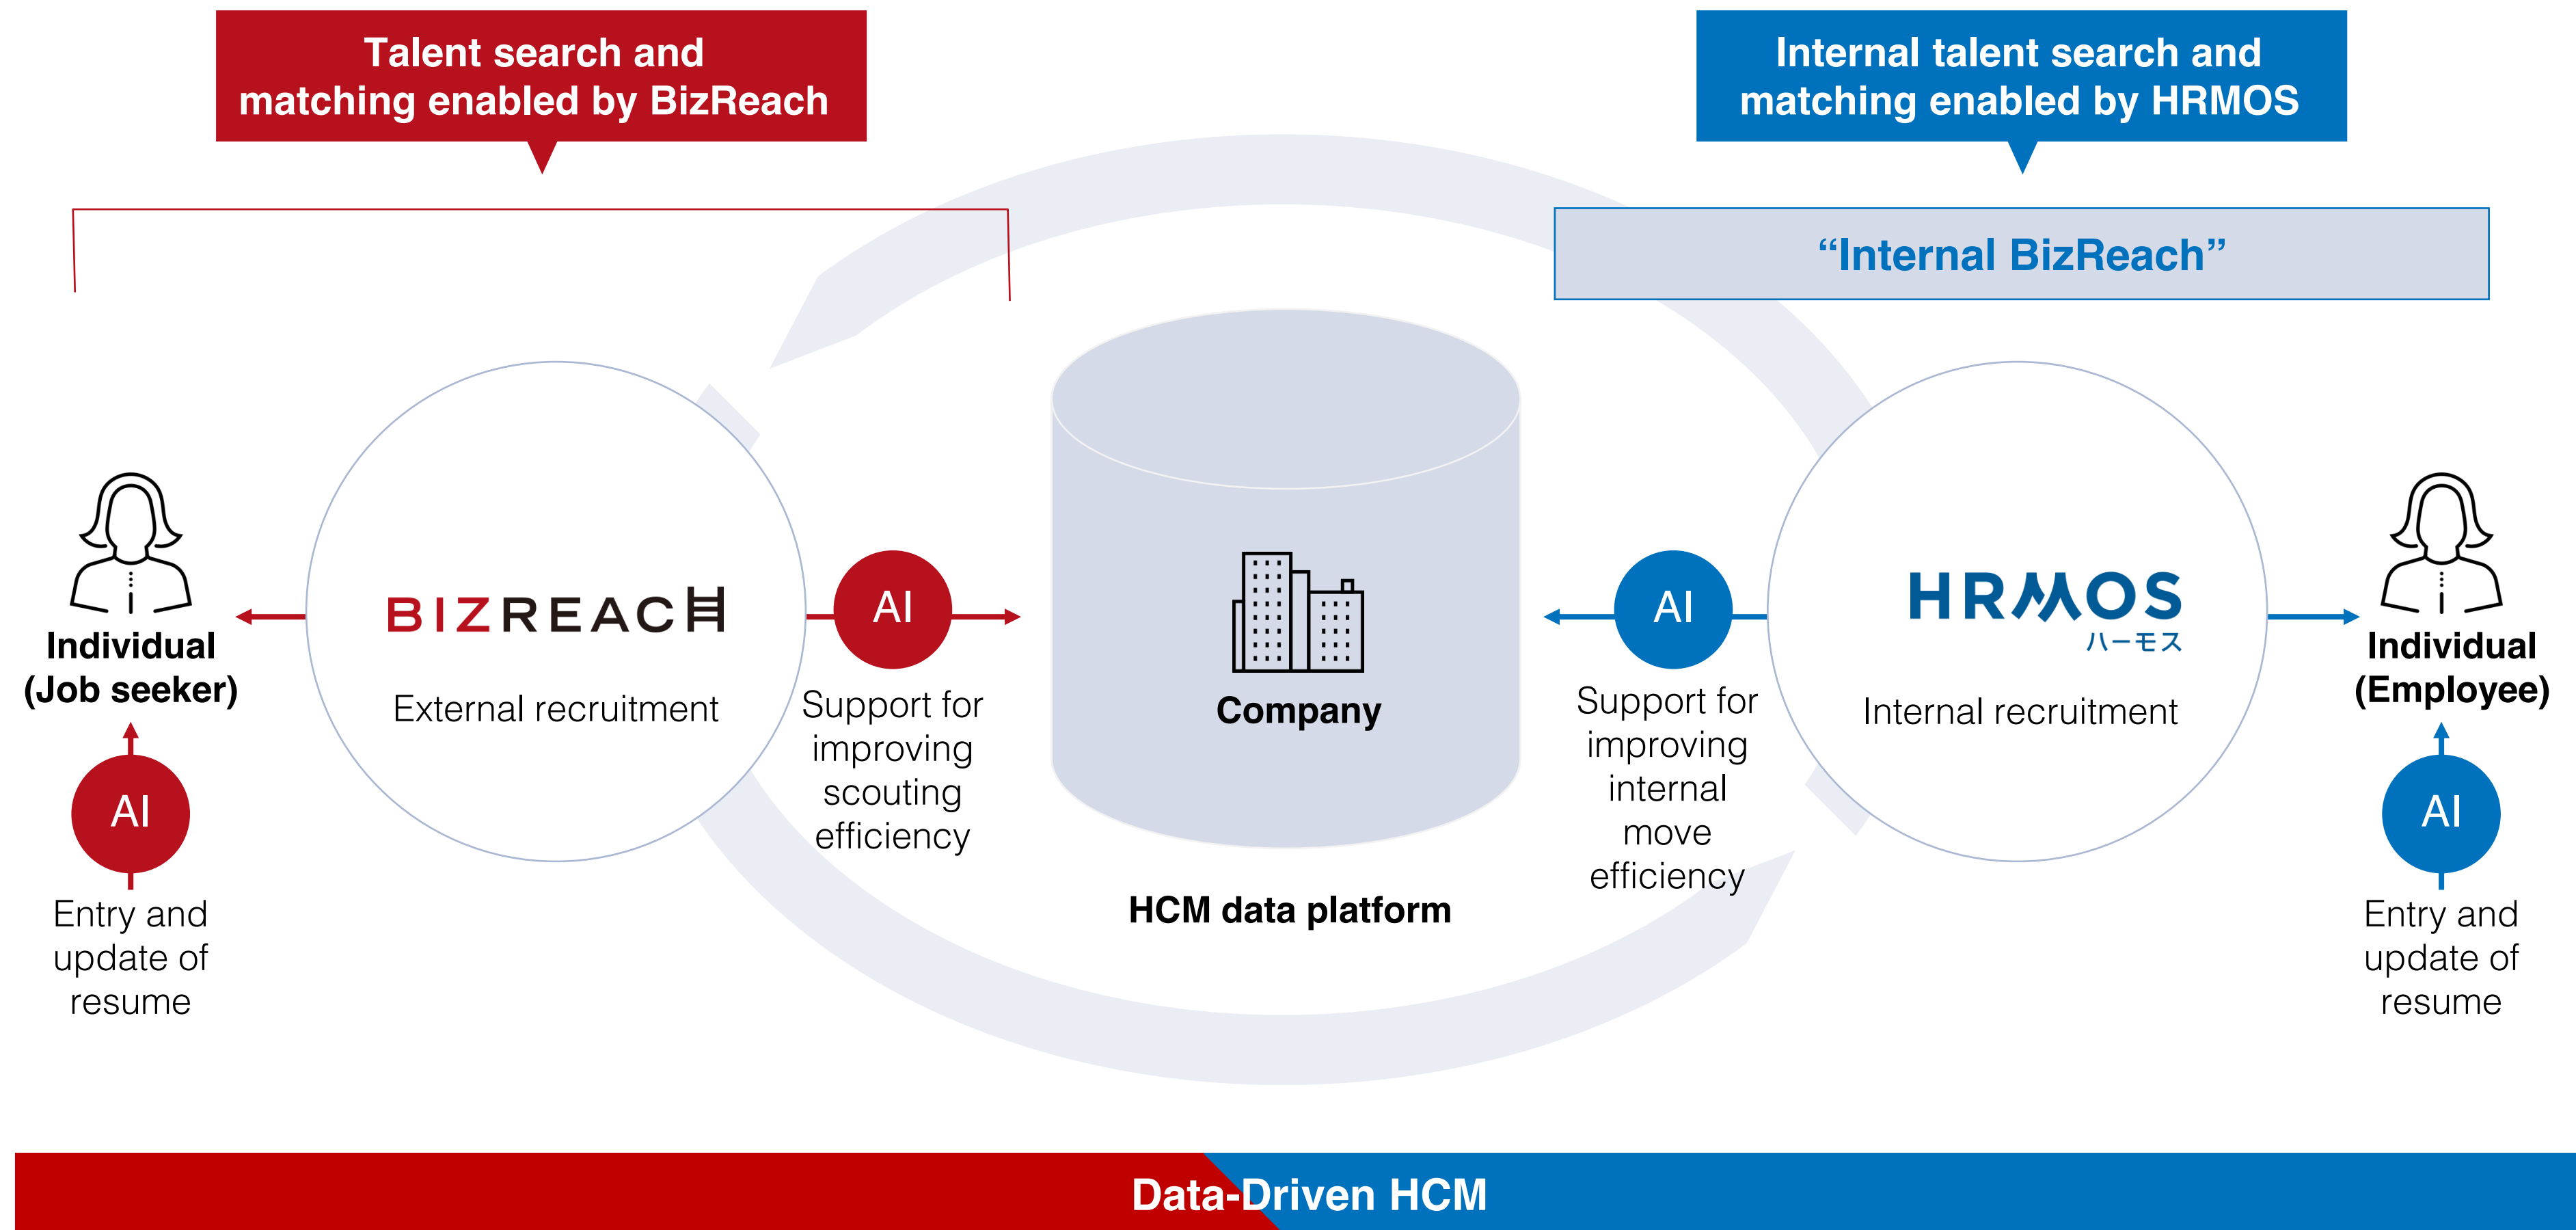 Talent search and
matching enabled by BizReach
Internal talent search and
matching enabled by HRMOS
“Internal BizReach”
Individual
(Job seeker)
AI
Entry and
update of
resume
BIZREACH
External recruitment
AI
Support for
improving
scouting
efficiency
Company
HCM data platform
AI
Support for
improving
internal
move
efficiency
HRMOS
ハーモス
Internal recruitment
Individual
(Employee)
AI
Entry and
update of
resume
Data-Driven HCM